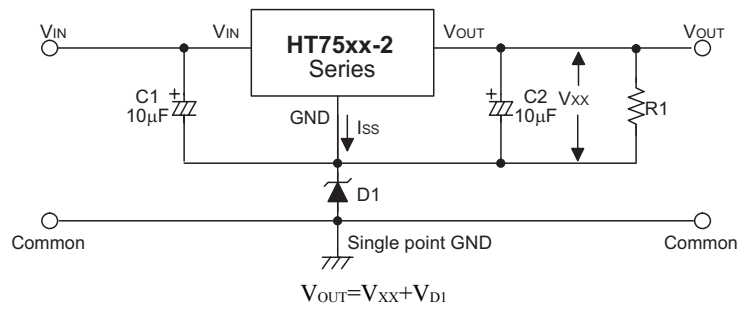 VIN VIN HT75xx-2 VOUT VOUT
Series
C1 + C2 + VXX
10μF 10μF R1
GND ISS
D1
Common Single point GND Common
VOUT=VXX+VD1